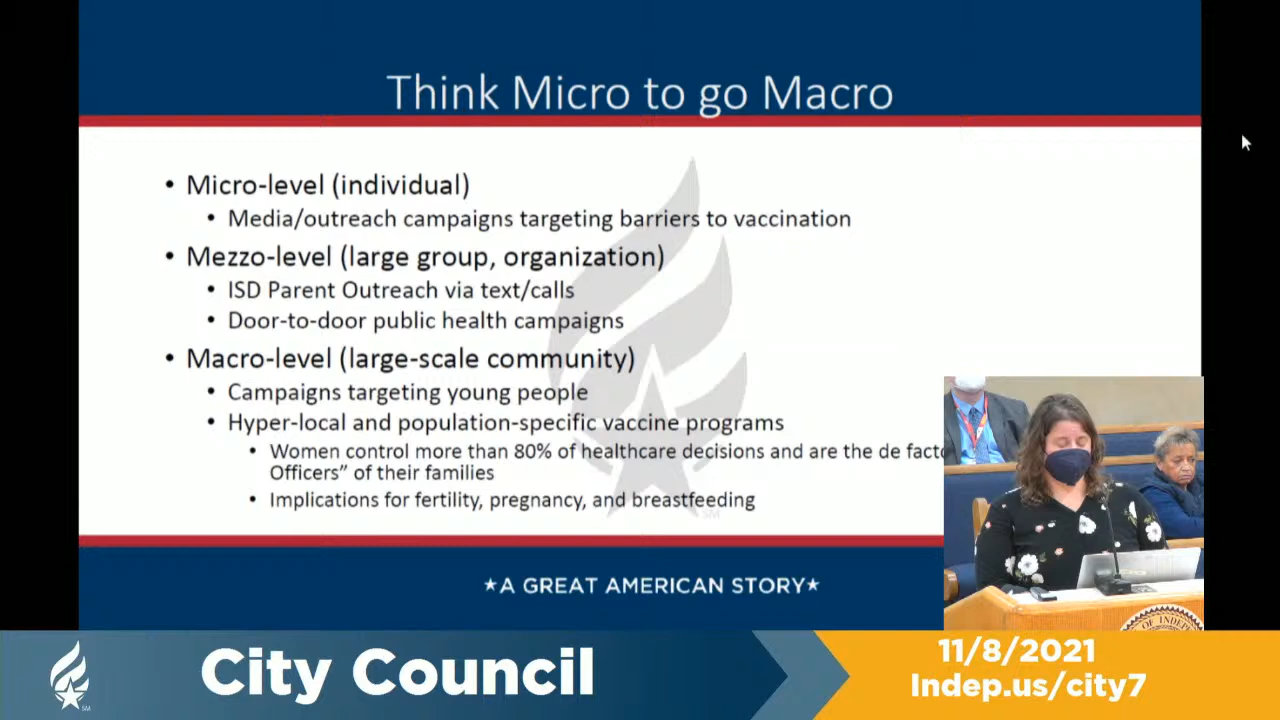 Think Micro to go Macro
• Micro-level (individual)
• Media/outreach campaigns targeting barriers to vaccination
• Mezzo-level (large group, organization)
• ISD Parent Outreach via text/calls
• Door-to-door public health campaigns
• Macro-level (large-scale community)
• Campaigns targeting young people
• Hyper-local and population-specific vaccine programs
• Women control more than 80% of healthcare decisions and are the de facto
Officers” of their families
• Implications for fertility, pregnancy, and breastfeeding
SM
★A GREAT AMERICAN STORY★
OF INDEP
City Council
SM
11/8/2021
Indep.us/city7